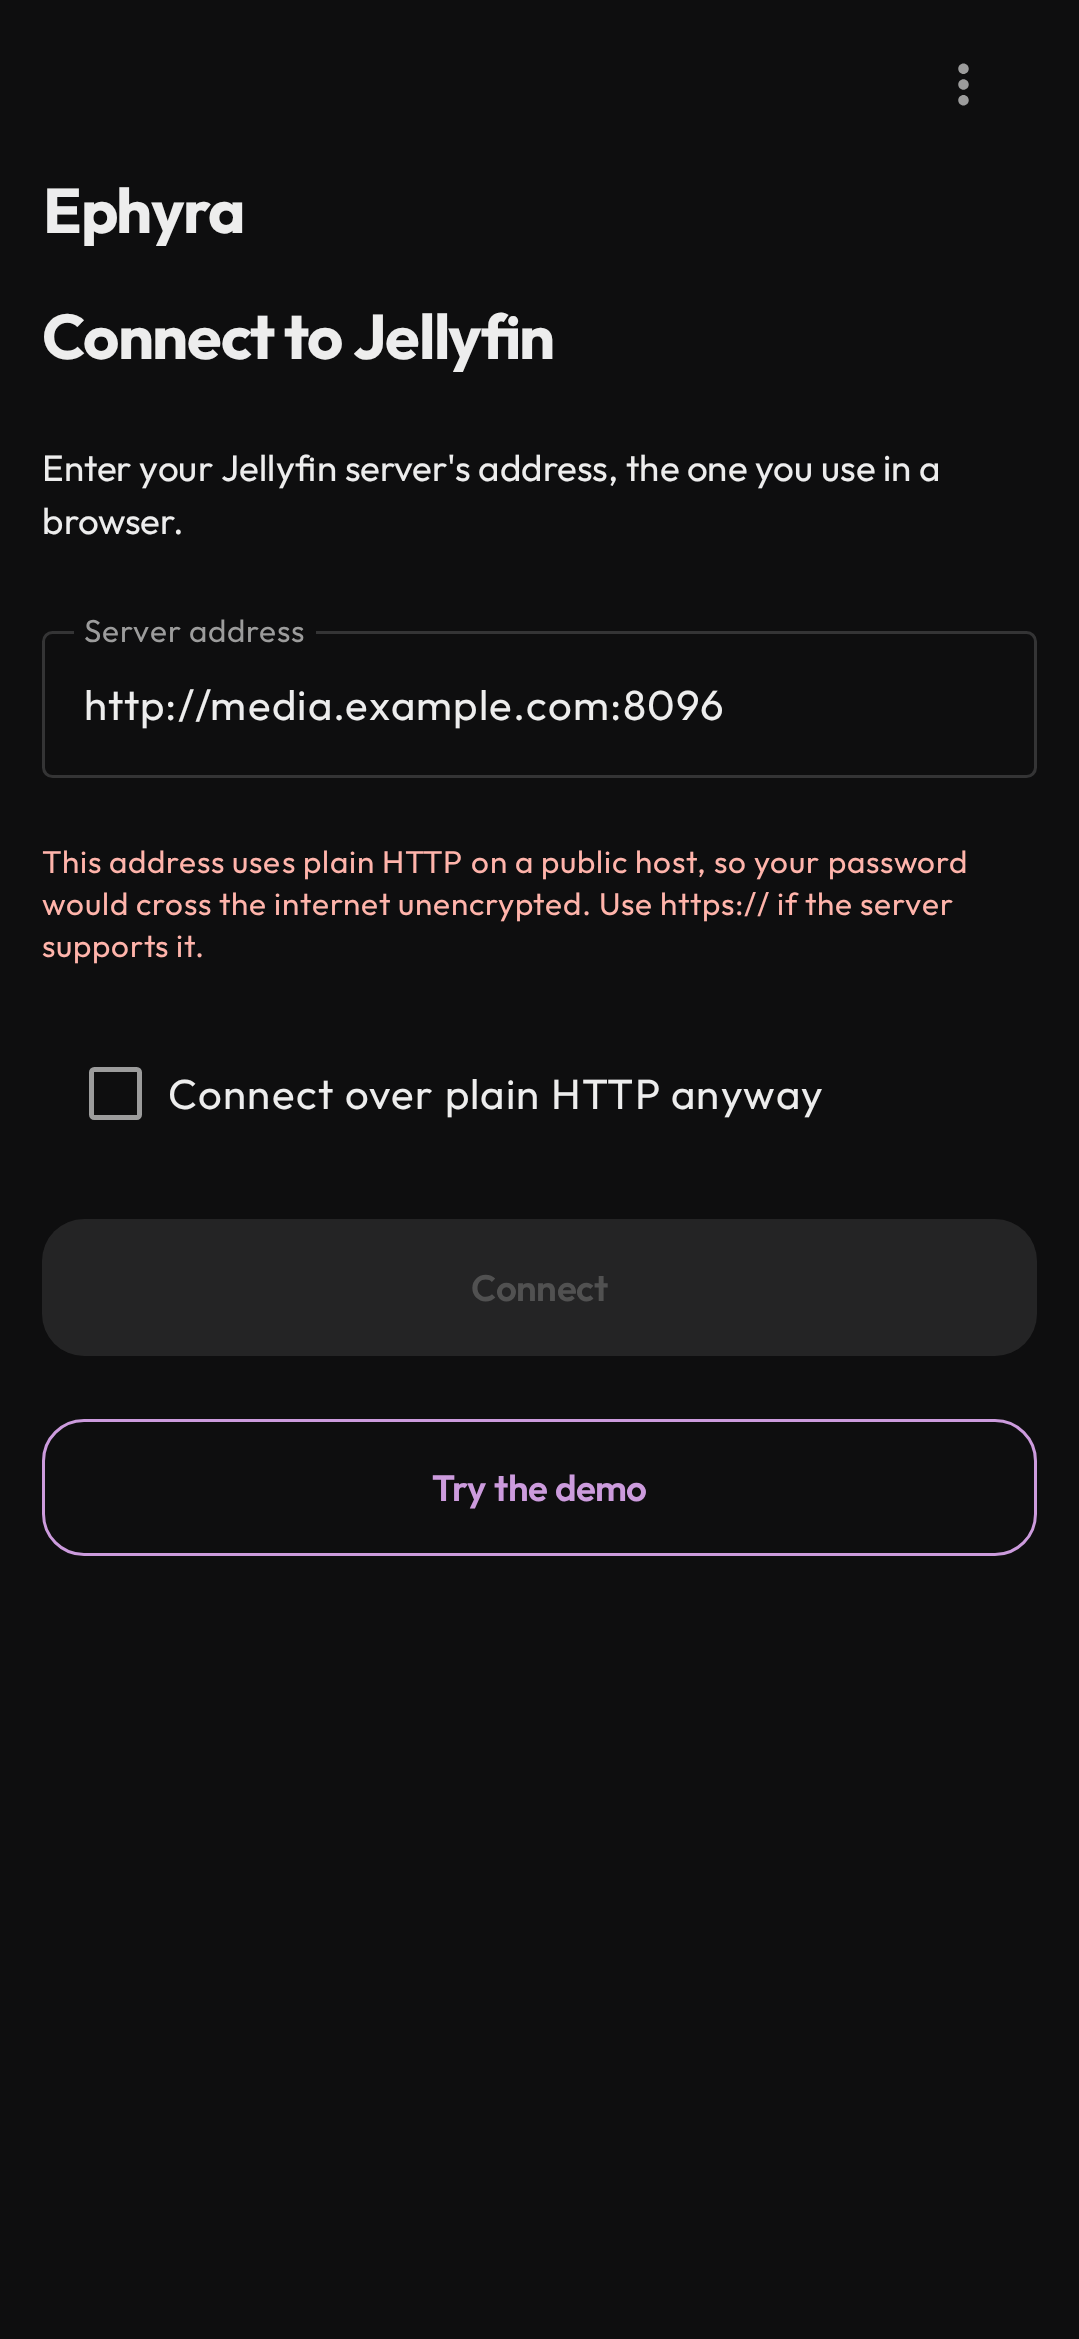 Ephyra
Connect to Jellyfin
Enter your Jellyfin server's address, the one you use in a
browser.
Server address
http://media.example.com:8096
This address uses plain HTTP on a public host, so your password
would cross the internet unencrypted. Use https:// if the server
supports it.
Connect over plain HTTP anyway
Connect
Try the demo